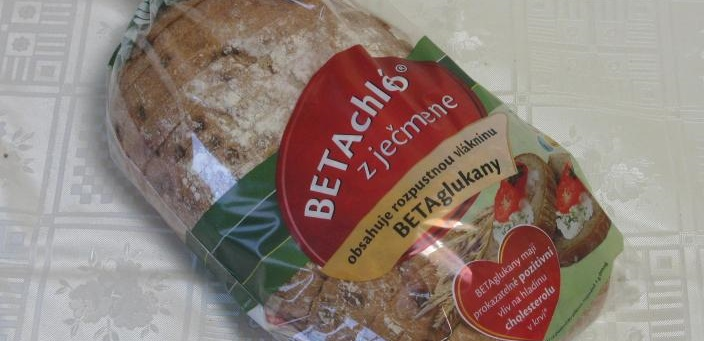 BETAchléb®
z ječmene
obsahuje rozpustnou vlákninu
BETAglukany
BETAglukany mají
prokazatelně pozitivní
vliv na hladinu
cholesterolu
v krvi*